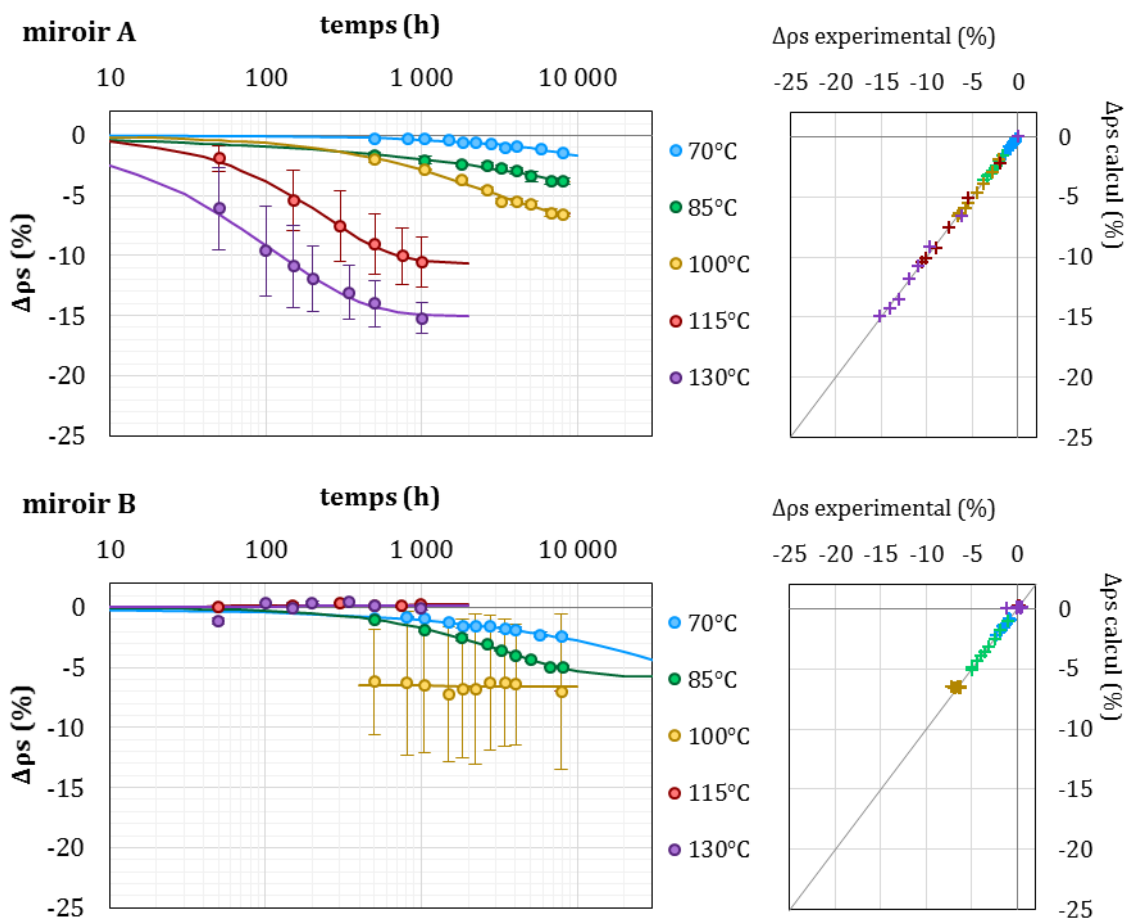 miroir A
temps (h)
10 100 1 000 10 000
Δρs (%)
0
-5
-10
-15
-20
-25
70°C
85°C
100°C
115°C
130°C
Δρs experimental (%)
-25 -20 -15 -10 -5 0
Δρs calcul (%)
0
-5
-10
-15
-20
-25
miroir B
temps (h)
10 100 1 000 10 000
Δρs (%)
0
-5
-10
-15
-20
-25
70°C
85°C
100°C
115°C
130°C
Δρs experimental (%)
-25 -20 -15 -10 -5 0
Δρs calcul (%)
0
-5
-10
-15
-20
-25